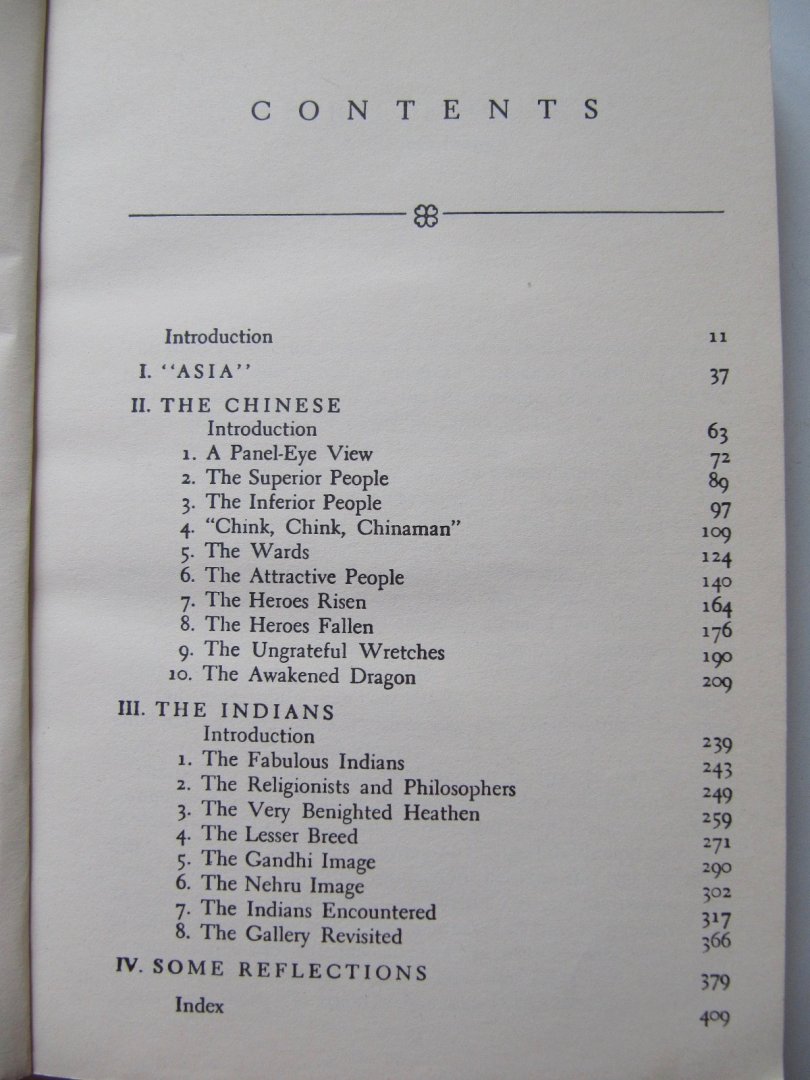 CONTENTS
Introduction 11
I. "ASIA" 37
II. THE CHINESE
Introduction 63
1. A Panel-Eye View 72
2. The Superior People 89
3. The Inferior People 97
4. "Chink, Chink, Chinaman" 109
5. The Wards 124
6. The Attractive People 140
7. The Heroes Risen 164
8. The Heroes Fallen 176
9. The Ungrateful Wretches 190
10. The Awakened Dragon 209
III. THE INDIANS
Introduction 239
1. The Fabulous Indians 243
2. The Religionists and Philosophers 249
3. The Very Benighted Heathen 259
4. The Lesser Breed 271
5. The Gandhi Image 290
6. The Nehru Image 302
7. The Indians Encountered 317
8. The Gallery Revisited 366
IV. SOME REFLECTIONS 379
Index 409